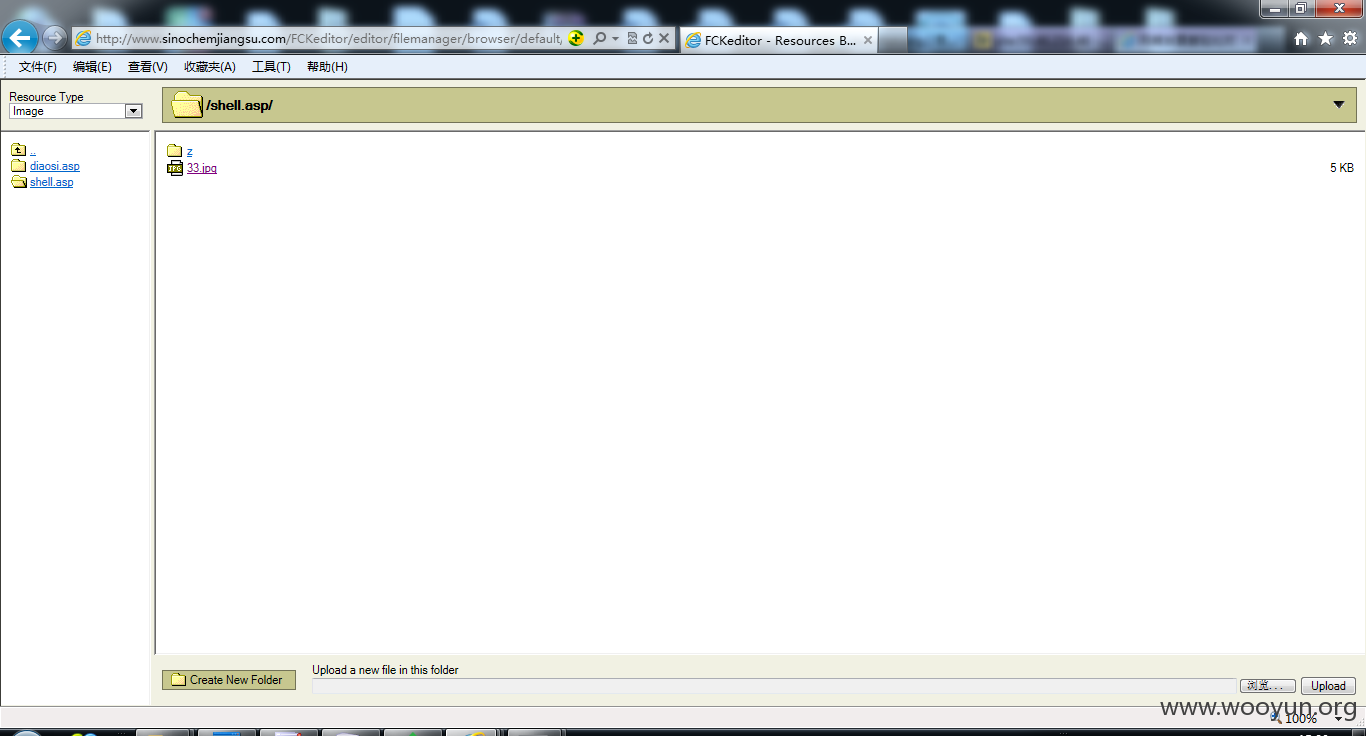 http://www.sinochemjiangsu.com/FCKeditor/editor/filemanager/browser/default,
FCKeditor - Resources B...
文件(F) 编辑(E) 查看(V) 收藏夹(A) 工具(T) 帮助(H)
Resource Type
Image
/shell.asp/
..
diaosi.asp
shell.asp
z
33.jpg
5 KB
Create New Folder
Upload a new file in this folder
浏览...
Upload
www.wooyun.org
100%